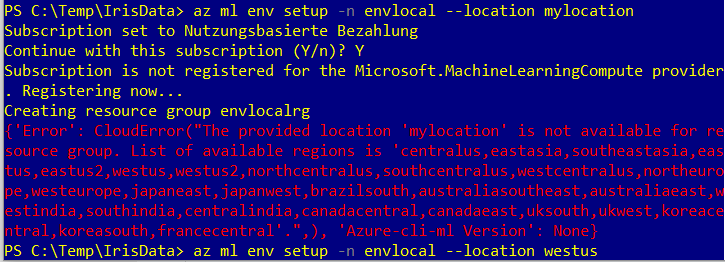 PS C:\Temp\IrisData> az ml env setup -n envlocal --location mylocation
Subscription set to Nutzungsbasierte Bezahlung
Continue with this subscription (Y/n)? Y
Subscription is not registered for the Microsoft.MachineLearningCompute provider
. Registering now...
Creating resource group envlocalrg
{'Error': CloudError("The provided location 'mylocation' is not available for re
source group. List of available regions is 'centralus,eastasia,southeastasia,eas
tus,eastus2,westus,westus2,northcentralus,southcentralus,westcentralus,northeuro
pe,westeurope,japaneast,japanwest,brazilsouth,australiasoutheast,australiaeast,w
estindia,southindia,centralindia,canadacentral,canadaeast,uksouth,ukwest,koreace
ntral,koreasouth,francecentral'.",), 'Azure-cli-ml Version': None}
PS C:\Temp\IrisData> az ml env setup -n envlocal --location westus